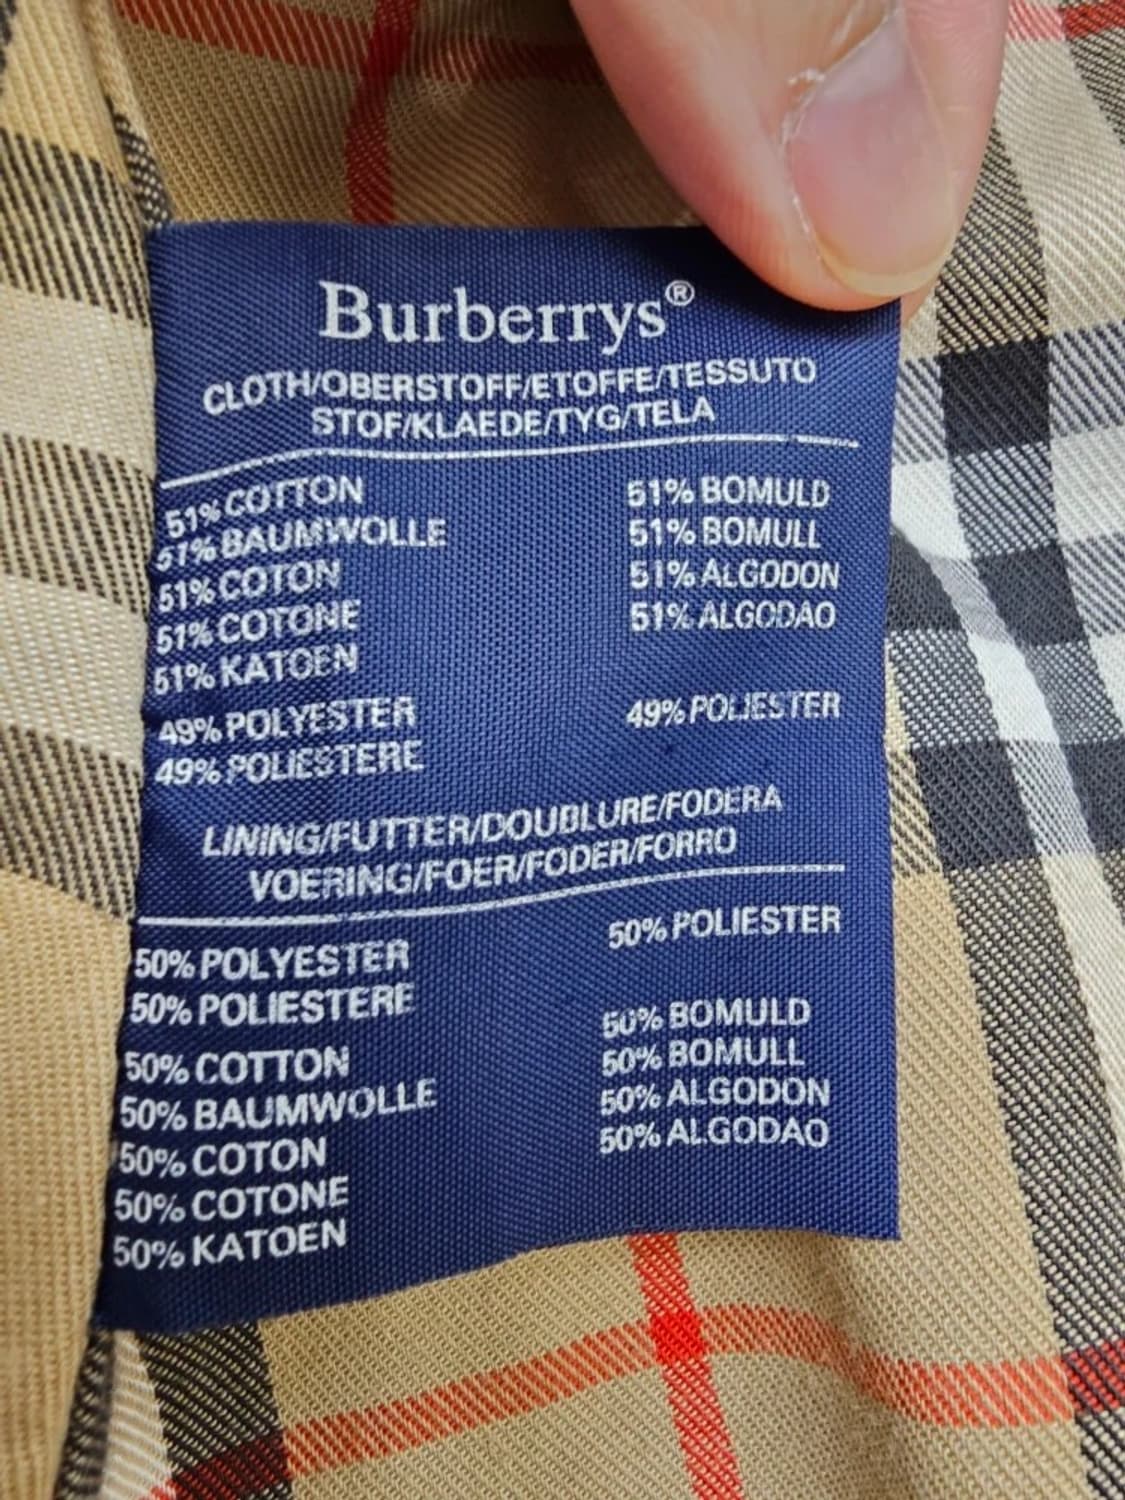 Burberrys®
CLOTH/OBERSTOFF/ETOFFE/TESSUTO
STOF/KLAEDE/TYG/TELA
51% COTTON
51% BAUMWOLLE
51% COTON
51% COTONE
51% KATOEN
51% BOMULD
51% BOMULL
51% ALGODON
51% ALGODAO
49% POLYESTER
49% POLIESTERE
49% POLIESTER
LINING/FUTTER/DOUBLURE/FODERA
VOERING/FOER/FODER/FORRO
50% POLYESTER
50% POLIESTERE
50% POLIESTER
50% COTTON
50% BAUMWOLLE
50% COTON
50% COTONE
50% KATOEN
50% BOMULD
50% BOMULL
50% ALGODON
50% ALGODAO